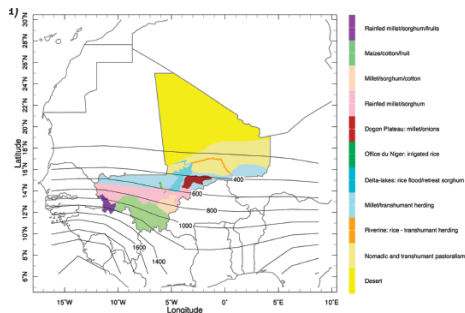 1)
30°N
28°N
26°N
24°N
22°N
20°N
18°N
16°N
14°N
12°N
10°N
8°N
6°N
Latitude
15°W
10°W
5°W
0°
5°E
10°E
Longitude
400
600
800
1000
1600
1400
Rainfed millet/sorghum/fruits
Maize/cotton/fruit
Millet/sorghum/cotton
Rainfed millet/sorghum
Dogon Plateau: millet/onions
Office du Niger: irrigated rice
Delta-lakes: rice flood/retreat sorghum
Millet/transhumant herding
Riverine: rice - transhumant herding
Nomadic and transhumant pastoralism
Desert